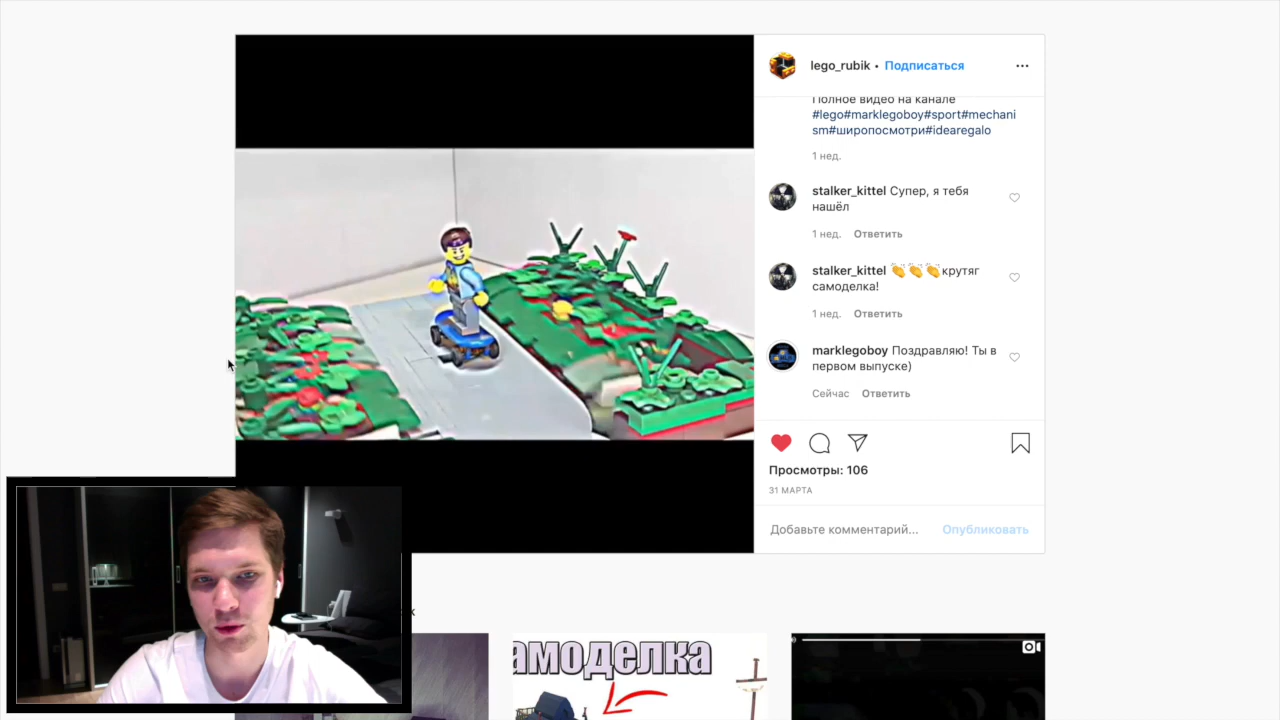 lego_rubik • Подписаться
Полное видео на канале
#lego#marklegoboy#sport#mechani
sm#широпосмотри#idearegalo
1 нед.
stalker_kittel Супер, я тебя
нашёл
1 нед. Ответить
stalker_kittel 👏👏👏крутяг
самоделка!
1 нед. Ответить
marklegoboy Поздравляю! Ты в
первом выпуске)
Сейчас Ответить
Просмотры: 106
31 МАРТА
Добавьте комментарий... Опубликовать
амоделка